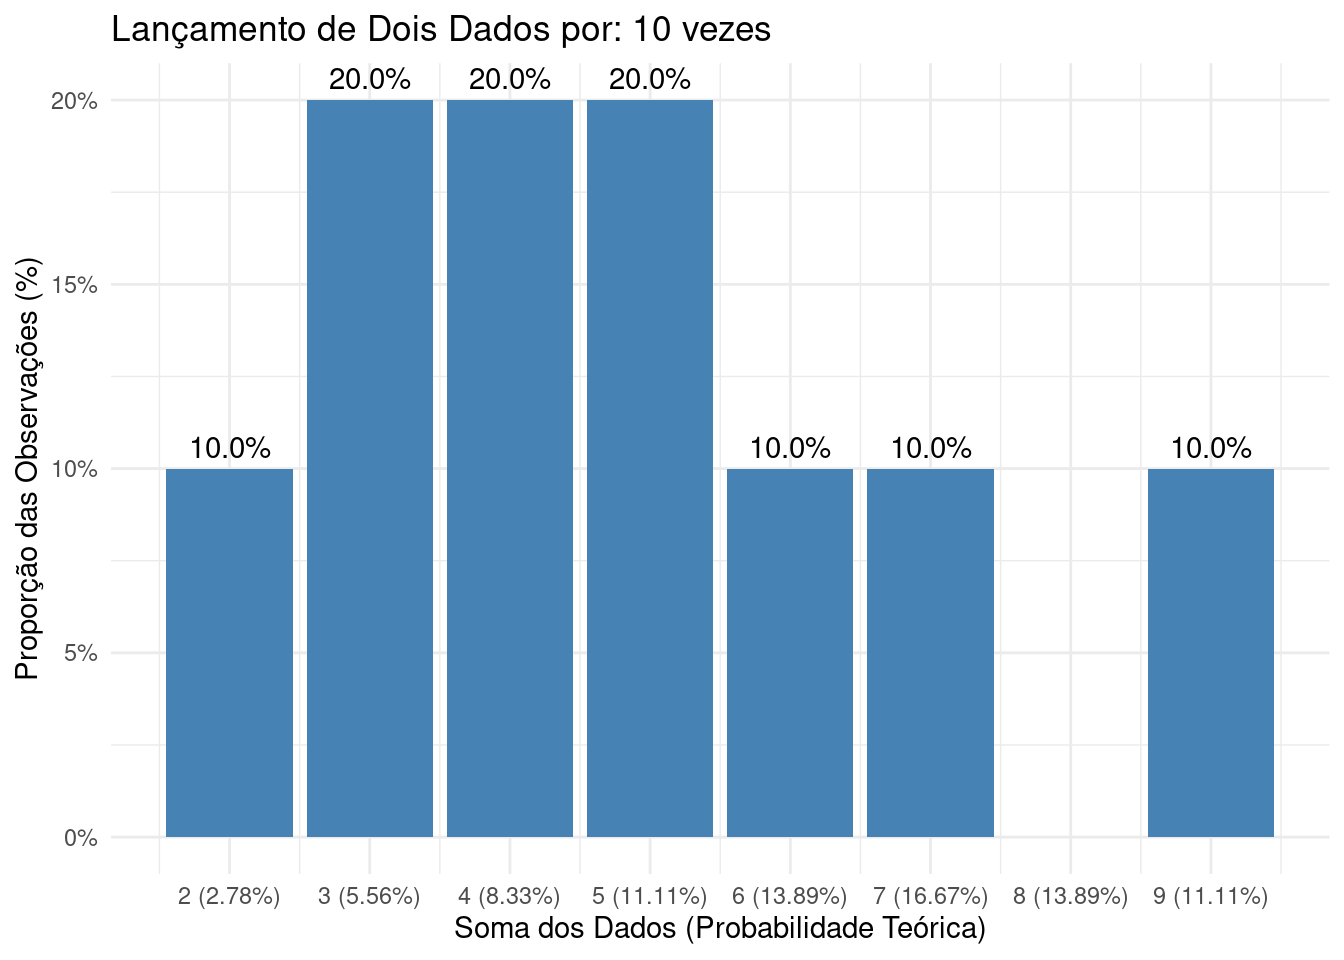 Lançamento de Dois Dados por: 10 vezes
20.0% 20.0% 20.0%
20%
15%
Proporção das Observações (%)
10.0% 10.0% 10.0% 10.0%
10%
5%
0%
2 (2.78%) 3 (5.56%) 4 (8.33%) 5 (11.11%) 6 (13.89%) 7 (16.67%) 8 (13.89%) 9 (11.11%)
Soma dos Dados (Probabilidade Teórica)